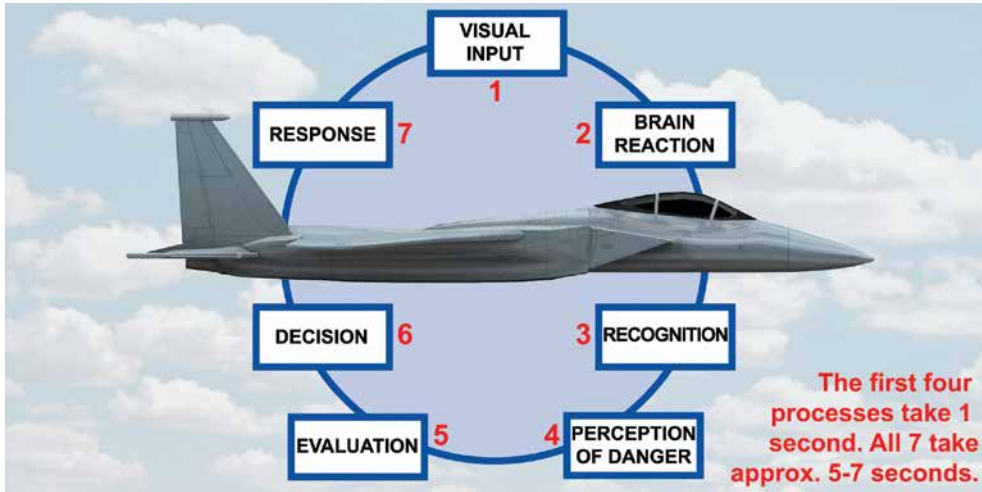 VISUAL
INPUT
1
2
BRAIN
REACTION
3
RECOGNITION
4
PERCEPTION
OF DANGER
5
EVALUATION
6
DECISION
7
RESPONSE
The first four
processes take 1
second. All 7 take
approx. 5-7 seconds.